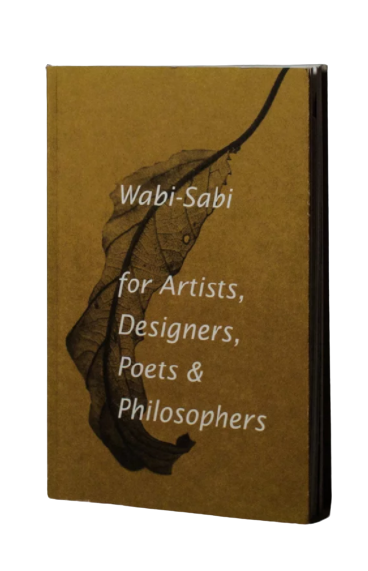 Wabi-Sabi
for Artists,
Designers,
Poets &
Philosophers